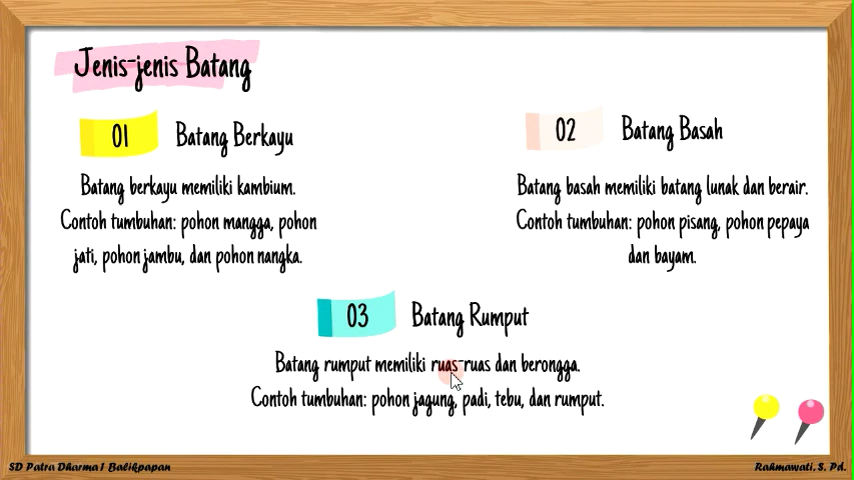 Jenis-jenis Batang
01
Batang Berkayu
Batang berkayu memiliki kambium.
Contoh tumbuhan: pohon mangga, pohon
jati, pohon jambu, dan pohon nangka.
02
Batang Basah
Batang basah memiliki batang lunak dan berair.
Contoh tumbuhan: pohon pisang, pohon pepaya
dan bayam.
03
Batang Rumput
Batang rumput memiliki ruas-ruas dan berongga.
Contoh tumbuhan: pohon jagung, padi, tebu, dan rumput.
SD Patra Dharma 1 Balikpapan
Rahmawati, S. Pd.